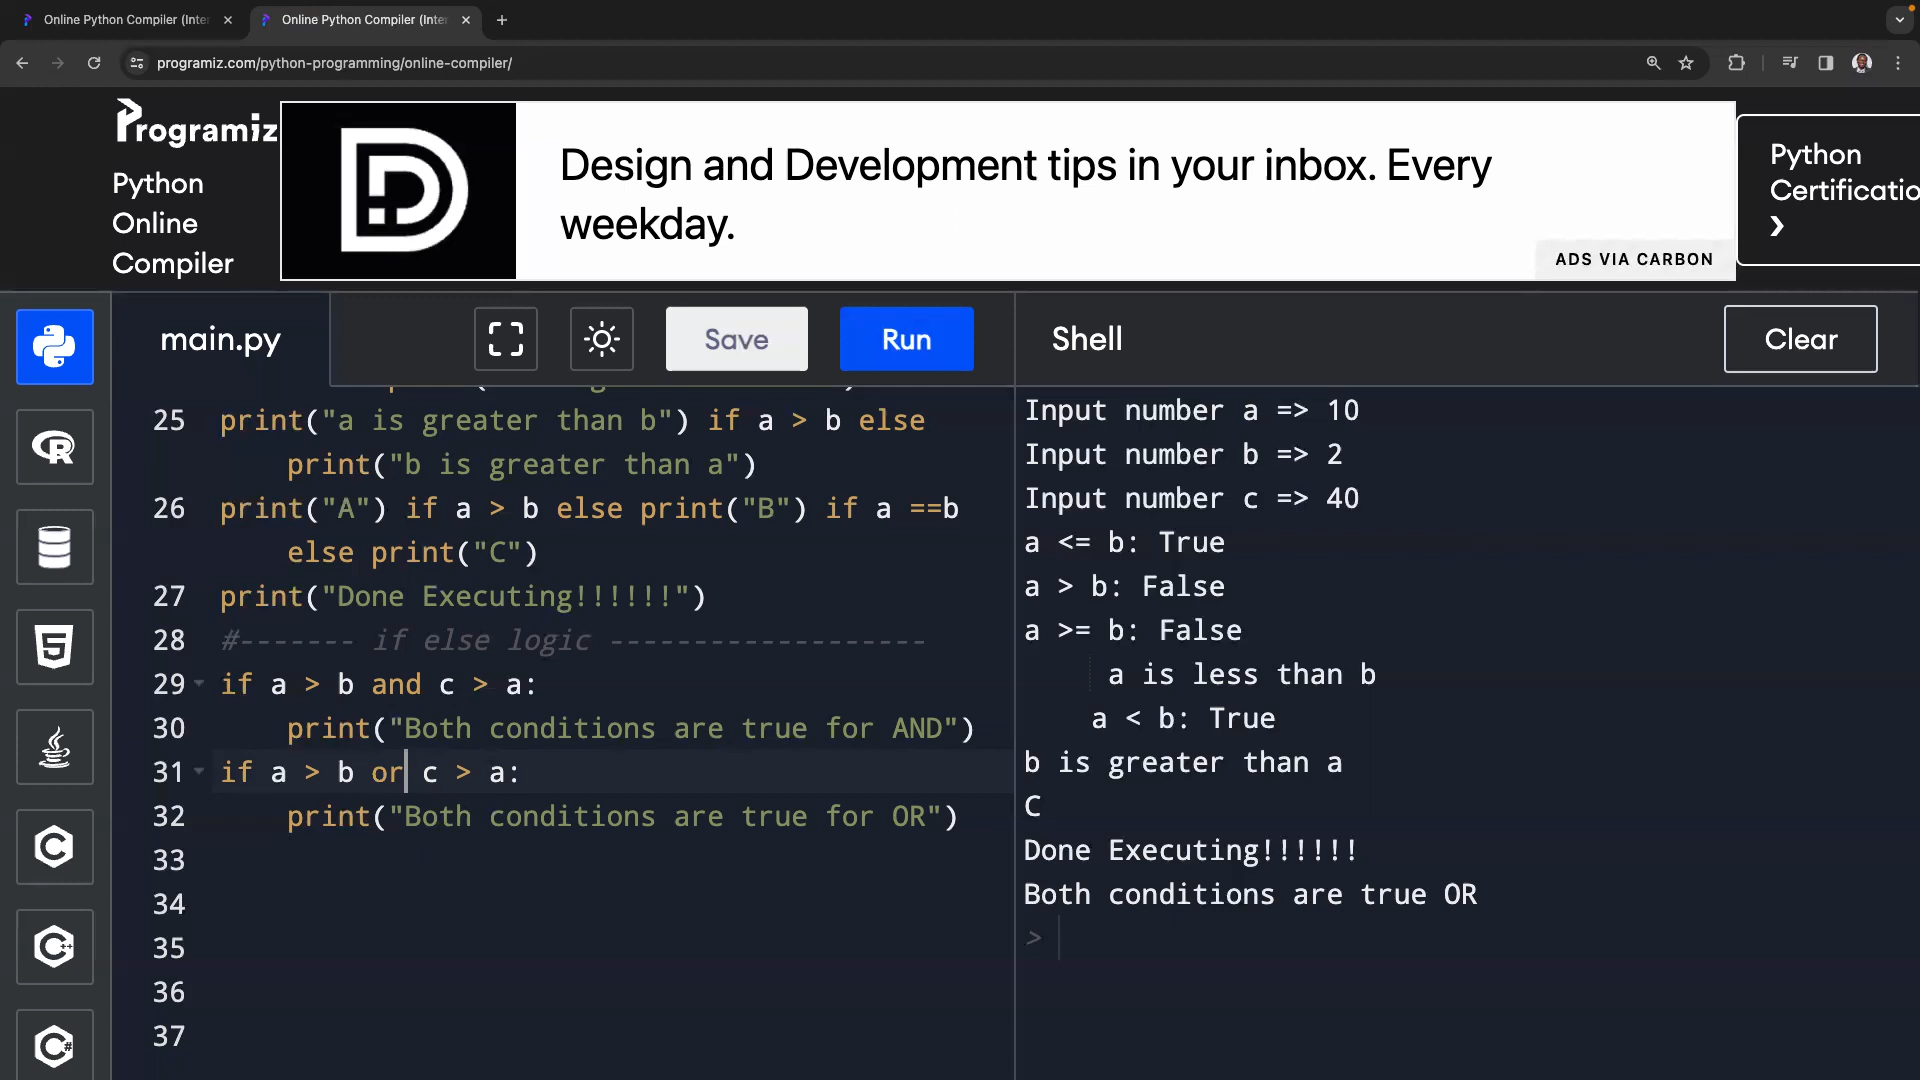 Online Python Compiler (Inter
Online Python Compiler (Inter
programiz.com/python-programming/online-compiler/
Programiz
Python
Online
Compiler
Design and Development tips in your inbox. Every
weekday.
ADS VIA CARBON
Python
Certificatio
main.py
Save
Run
Shell
Clear
25 print("a is greater than b") if a > b else
print("b is greater than a")
26 print("A") if a > b else print("B") if a ==b
else print("C")
27 print("Done Executing!!!!!!")
28 #------- if else logic -------------------
29 if a > b and c > a:
30 print("Both conditions are true for AND")
31 if a > b or c > a:
32 print("Both conditions are true for OR")
33
34
35
36
37
Input number a => 10
Input number b => 2
Input number c => 40
a <= b: True
a > b: False
a >= b: False
a is less than b
a < b: True
b is greater than a
C
Done Executing!!!!!!
Both conditions are true OR
>